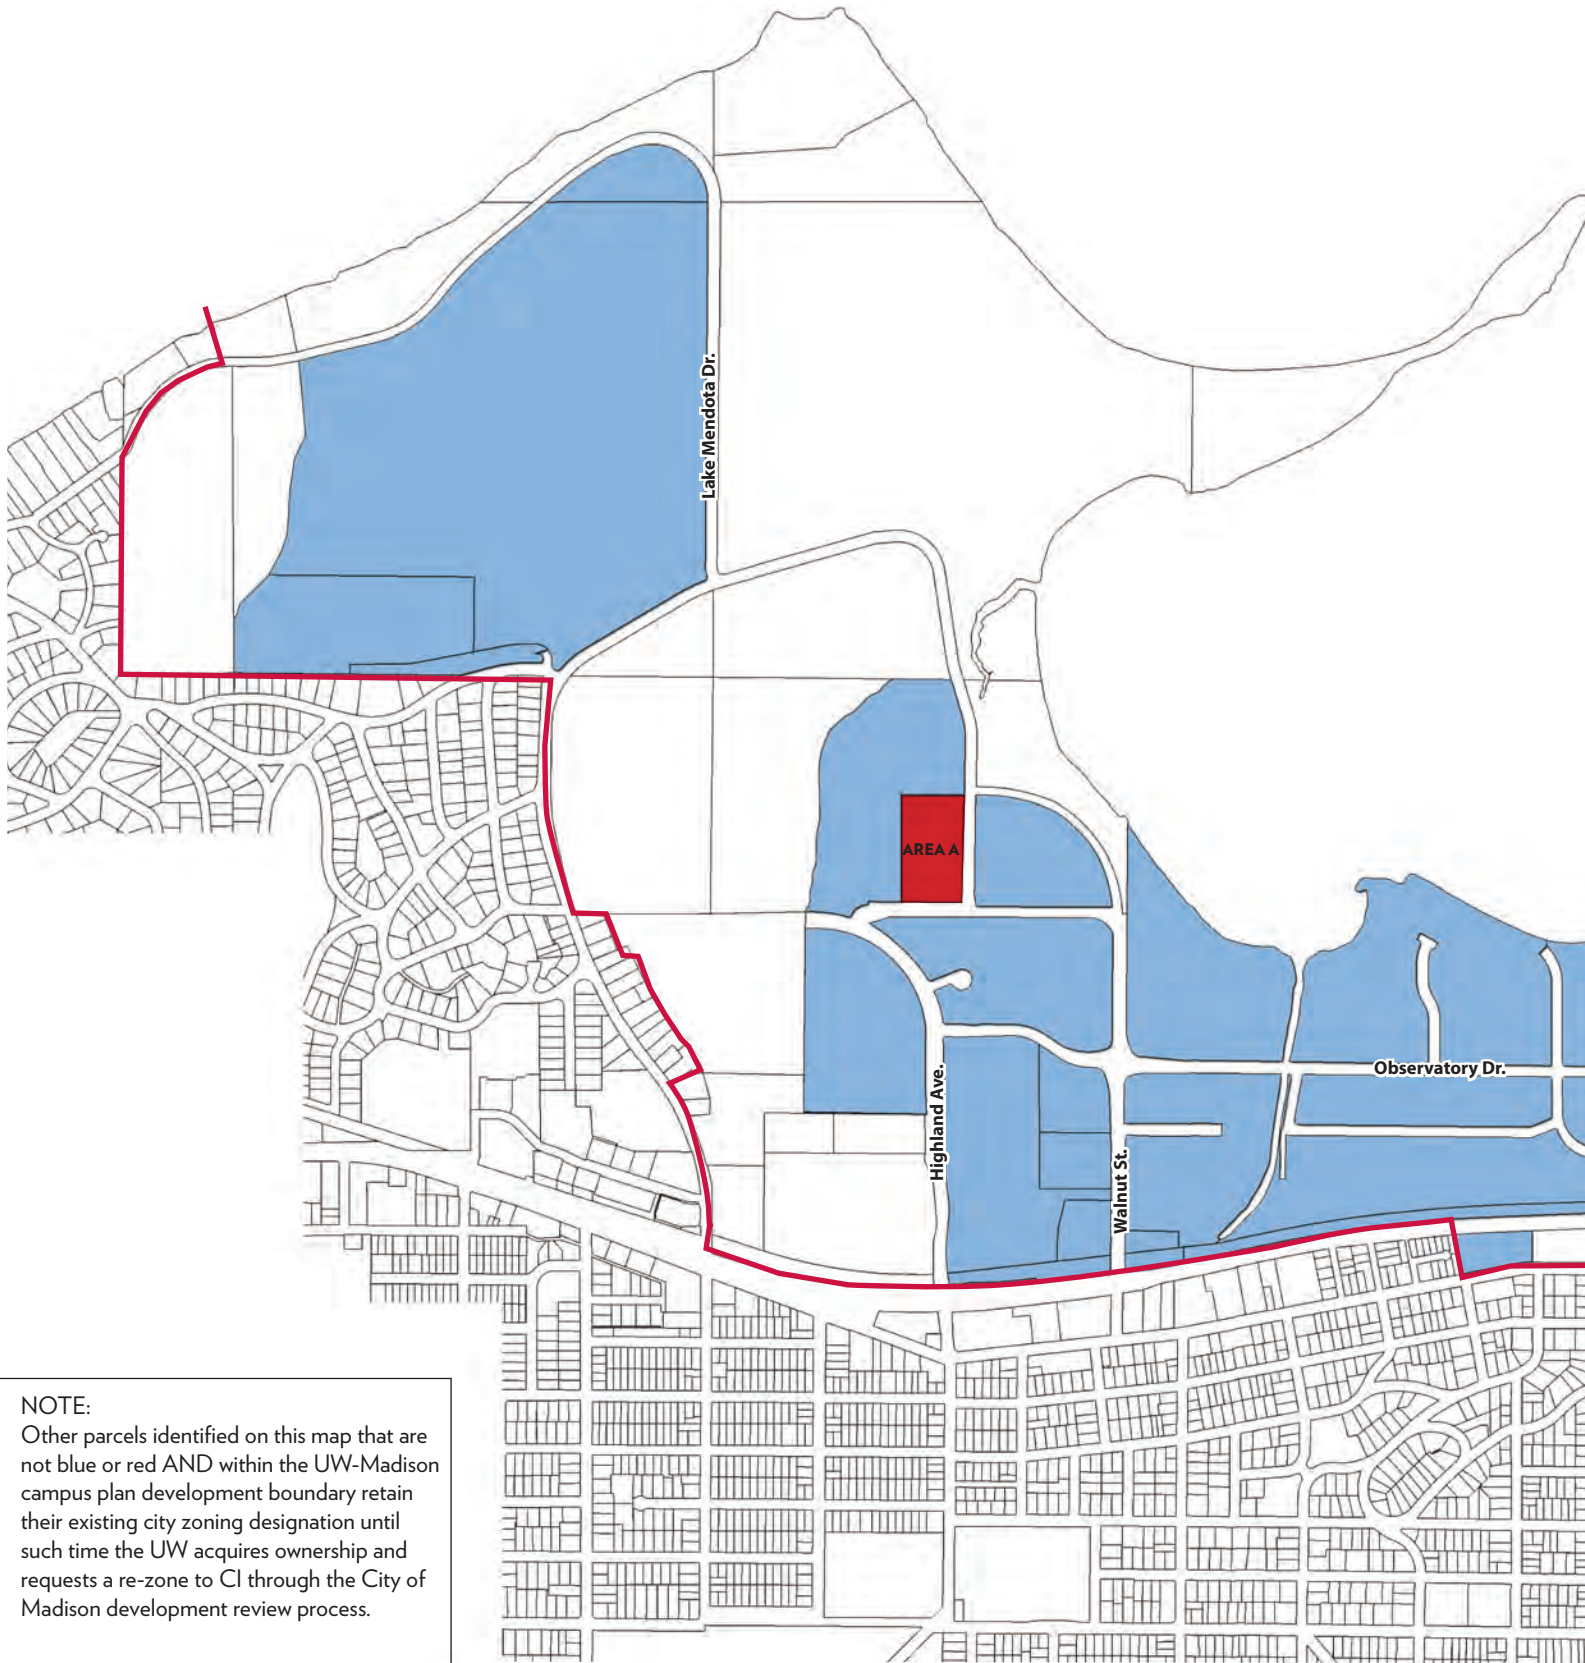 Lake Mendota Dr.
AREA A
Observatory Dr.
Highland Ave.
Walnut St.
NOTE:
Other parcels identified on this map that are
not blue or red AND within the UW-Madison
campus plan development boundary retain
their existing city zoning designation until
such time the UW acquires ownership and
requests a re-zone to CI through the City of
Madison development review process.